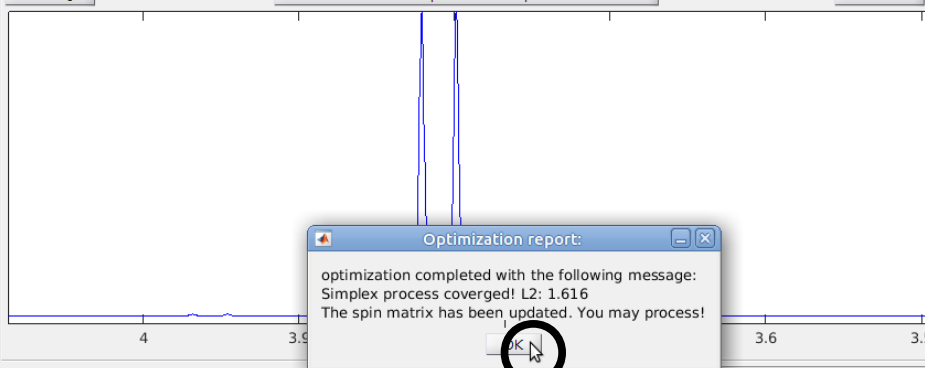 Optimization report:
optimization completed with the following message:
Simplex process coverged! L2: 1.616
The spin matrix has been updated. You may process!
OK
4
3.9
3.6
3.5